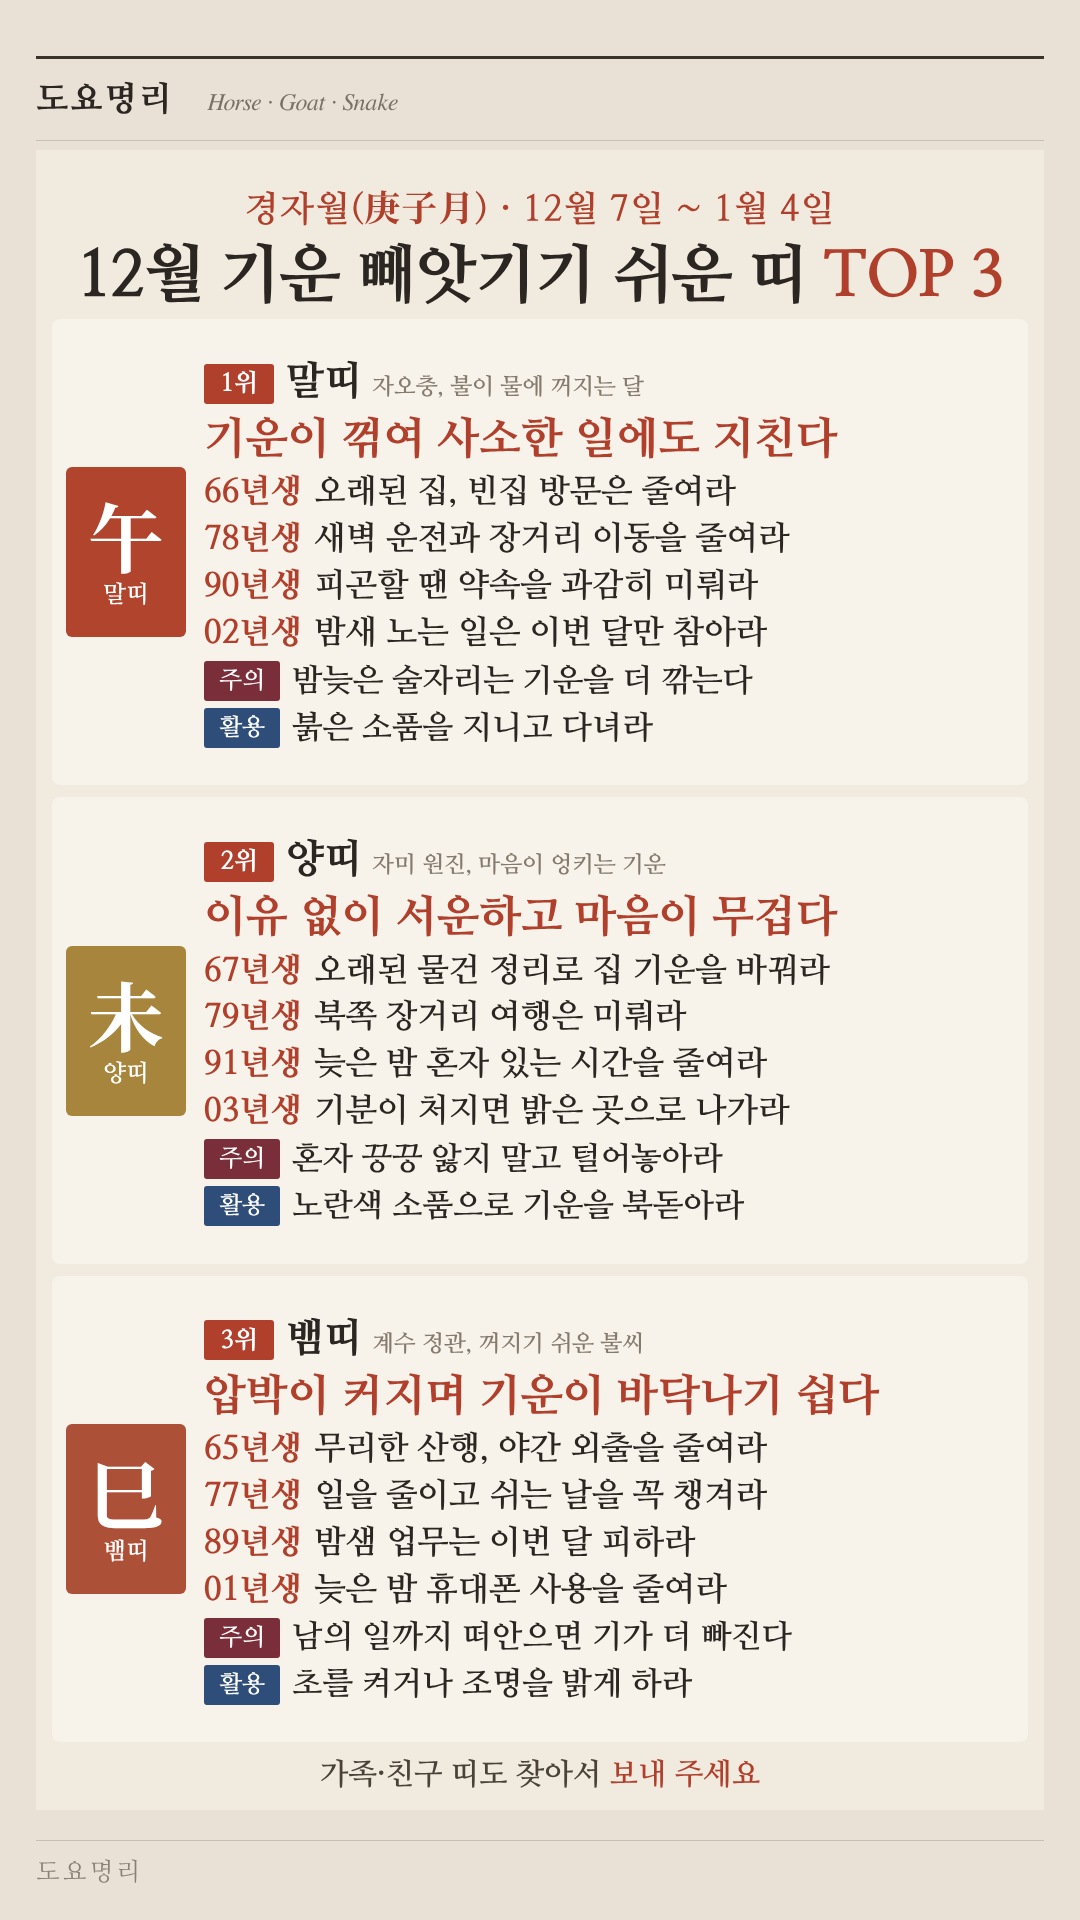 도요명리 Horse · Goat · Snake
경자월(庚子月) · 12월 7일 ~ 1월 4일
12월 기운 빼앗기기 쉬운 띠 TOP 3
午
말띠
1위 말띠 자오충, 불이 물에 꺼지는 달
기운이 꺾여 사소한 일에도 지친다
66년생 오래된 집, 빈집 방문은 줄여라
78년생 새벽 운전과 장거리 이동을 줄여라
90년생 피곤할 땐 약속을 과감히 미뤄라
02년생 밤새 노는 일은 이번 달만 참아라
주의 밤늦은 술자리는 기운을 더 깎는다
활용 붉은 소품을 지니고 다녀라
未
양띠
2위 양띠 자미 원진, 마음이 엉키는 기운
이유 없이 서운하고 마음이 무겁다
67년생 오래된 물건 정리로 집 기운을 바꿔라
79년생 북쪽 장거리 여행은 미뤄라
91년생 늦은 밤 혼자 있는 시간을 줄여라
03년생 기분이 처지면 밝은 곳으로 나가라
주의 혼자 끙끙 앓지 말고 털어놓아라
활용 노란색 소품으로 기운을 북돋아라
巳
뱀띠
3위 뱀띠 계수 정관, 꺼지기 쉬운 불씨
압박이 커지며 기운이 바닥나기 쉽다
65년생 무리한 산행, 야간 외출을 줄여라
77년생 일을 줄이고 쉬는 날을 꼭 챙겨라
89년생 밤샘 업무는 이번 달 피하라
01년생 늦은 밤 휴대폰 사용을 줄여라
주의 남의 일까지 떠안으면 기가 더 빠진다
활용 초를 켜거나 조명을 밝게 하라
가족·친구 띠도 찾아서 보내 주세요
도요명리